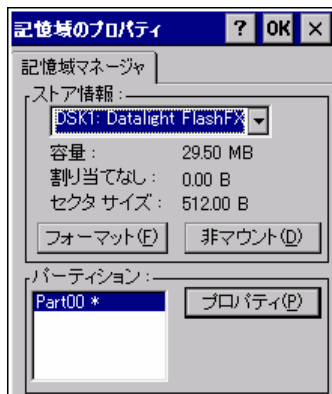 記憶域のプロパティ ? OK ×
記憶域マネージャ
ストア情報:
DSK1: Datalight FlashFX
容量: 29.50 MB
割り当てなし: 0.00 B
セクタ サイズ: 512.00 B
フォーマット(F) 非マウント(D)
パーティション:
Part00 * プロパティ(P)